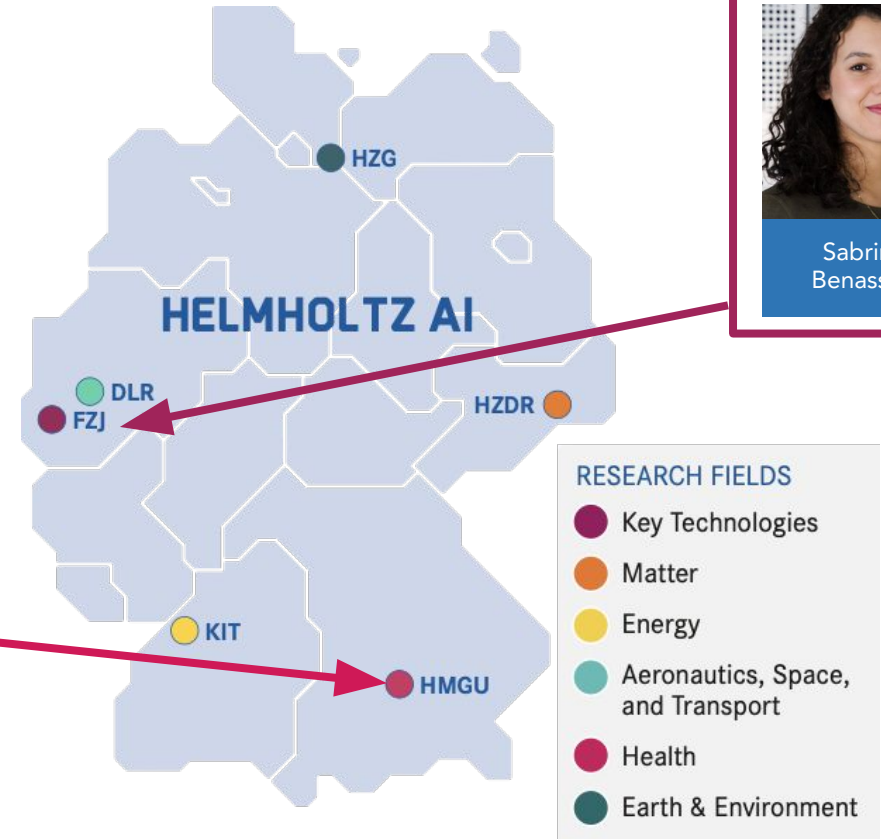 HZG
HELMHOLTZ AI
DLR
FZJ
HZDR
KIT
HMGU
RESEARCH FIELDS
Key Technologies
Matter
Energy
Aeronautics, Space,
and Transport
Health
Earth & Environment